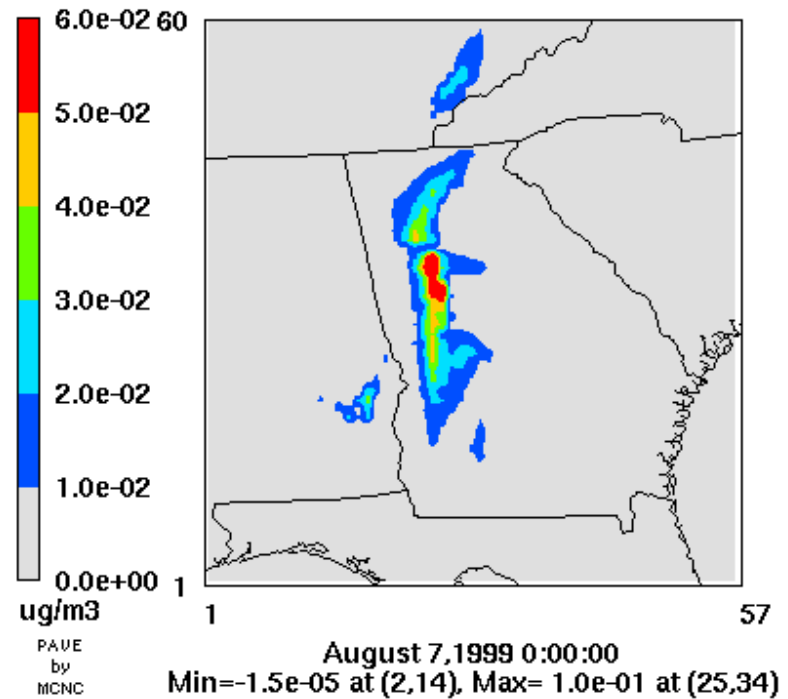 6.0e-02
5.0e-02
4.0e-02
3.0e-02
2.0e-02
1.0e-02
0.0e+00
ug/m3
PAVE
by
MCNC
60
1
1
57
August 7,1999 0:00:00
Min=-1.5e-05 at (2,14), Max= 1.0e-01 at (25,34)